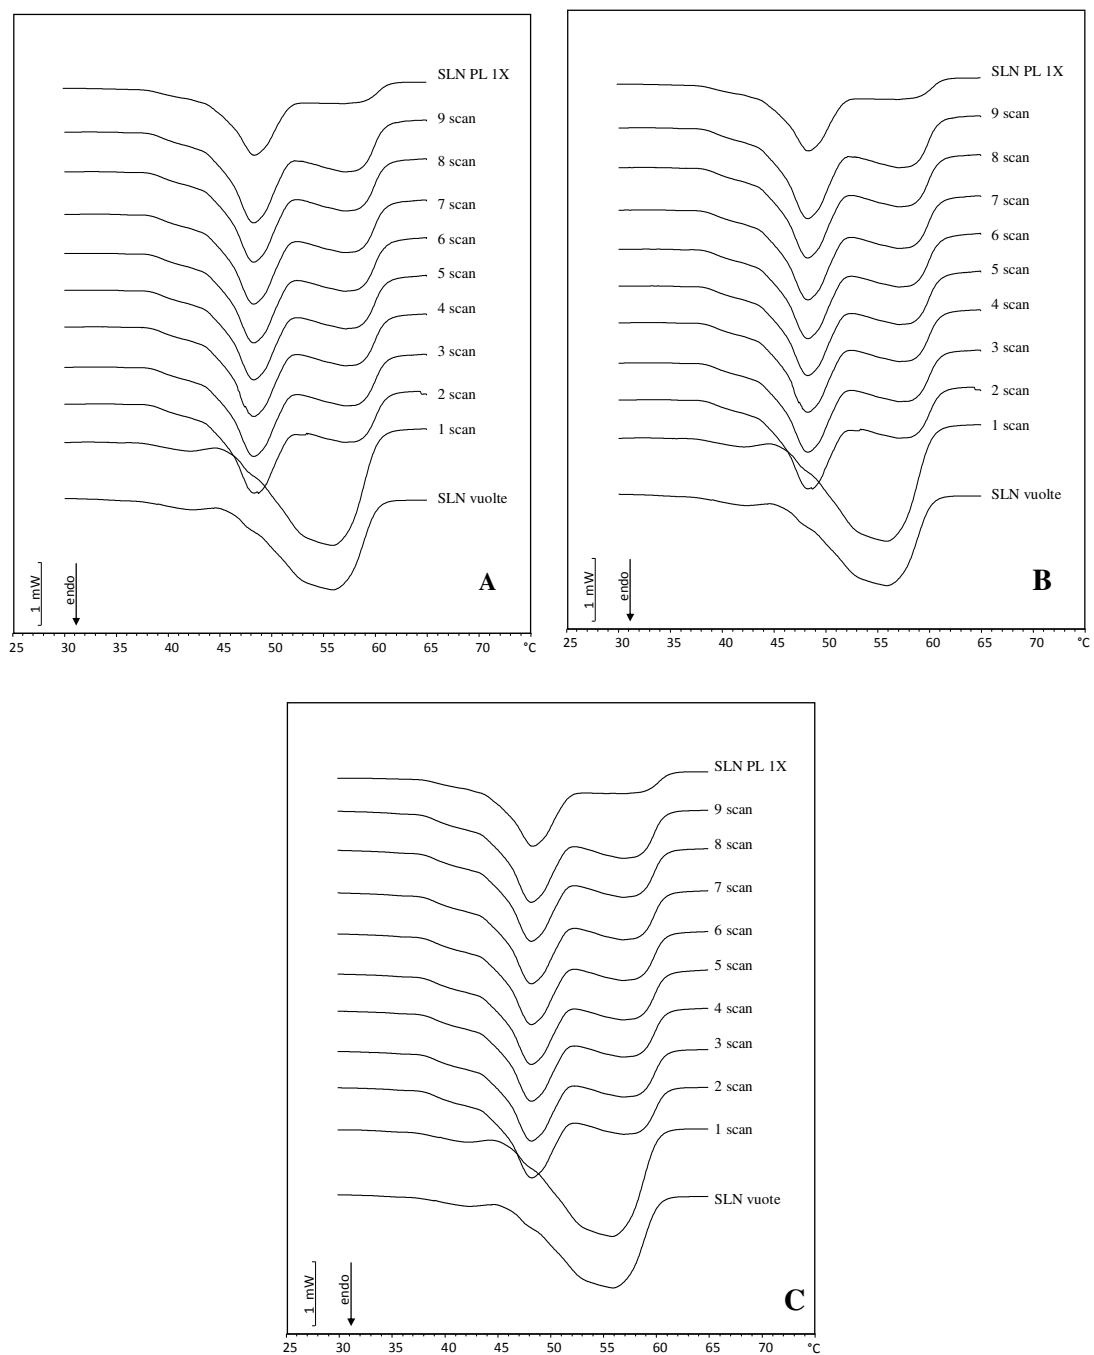 SLN PL 1X
9 scan
8 scan
7 scan
6 scan
5 scan
4 scan
3 scan
2 scan
1 scan
SLN vuolte
1 mW
endo
A
25 30 35 40 45 50 55 60 65 70 °C
SLN PL 1X
9 scan
8 scan
7 scan
6 scan
5 scan
4 scan
3 scan
2 scan
1 scan
SLN vuolte
1 mW
endo
B
25 30 35 40 45 50 55 60 65 70 °C
SLN PL 1X
9 scan
8 scan
7 scan
6 scan
5 scan
4 scan
3 scan
2 scan
1 scan
SLN vuote
1 mW
endo
C
25 30 35 40 45 50 55 60 65 70 °C